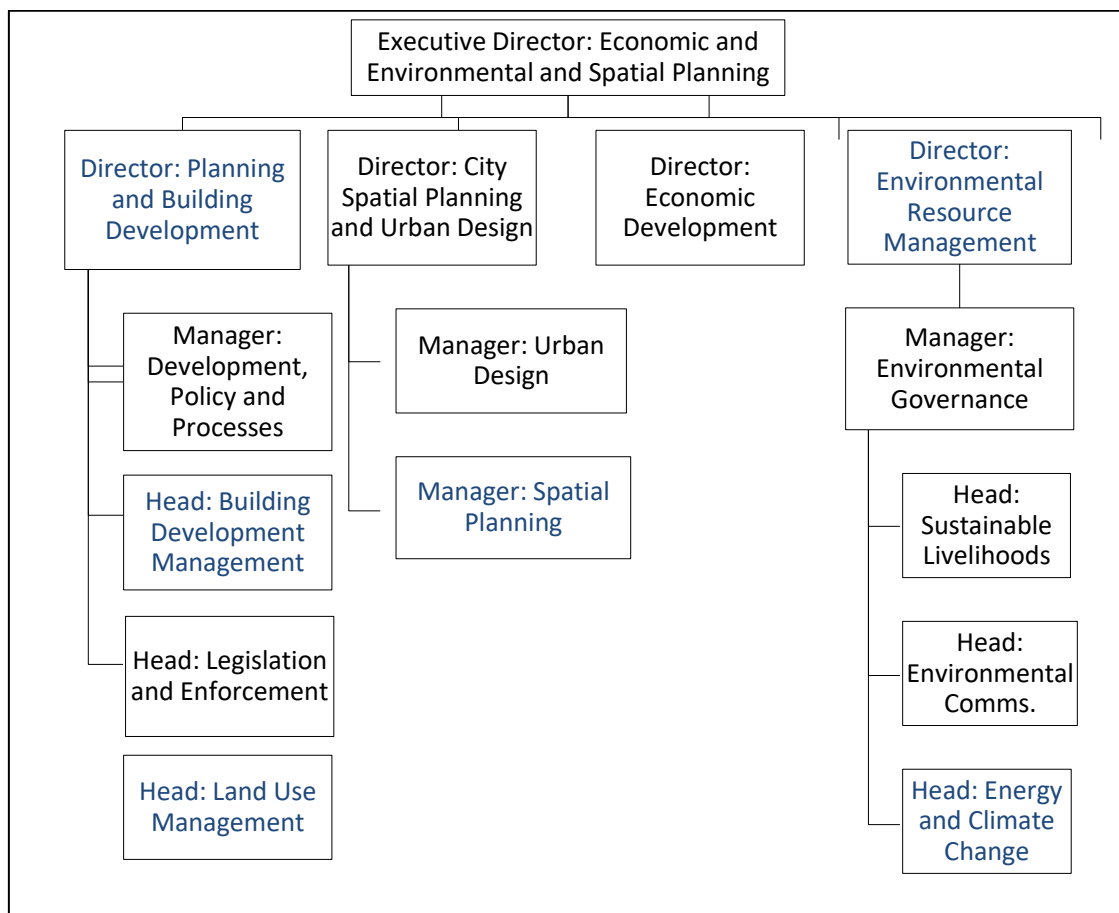 Executive Director: Economic and
Environmental and Spatial Planning
Director: Planning
and Building
Development
Director: City
Spatial Planning
and Urban Design
Director:
Economic
Development
Director:
Environmental
Resource
Management
Manager:
Development,
Policy and
Processes
Manager: Urban
Design
Manager:
Environmental
Governance
Head: Building
Development
Management
Manager: Spatial
Planning
Head:
Sustainable
Livelihoods
Head: Legislation
and Enforcement
Head:
Environmental
Comms.
Head: Land Use
Management
Head: Energy
and Climate
Change